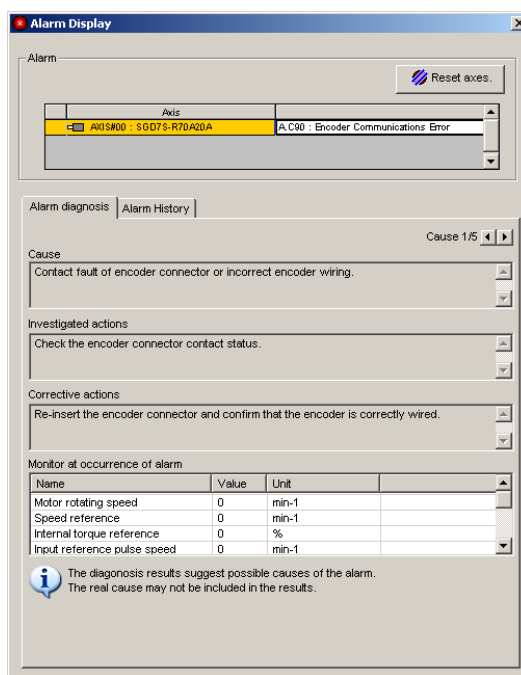 Alarm Display
Alarm
Reset axes.
Axis
AXIS#00 : SGD7S-R70A20A
A.C90 : Encoder Communications Error
Alarm diagnosis
Alarm History
Cause 1/5
Cause
Contact fault of encoder connector or incorrect encoder wiring.
Investigated actions
Check the encoder connector contact status.
Corrective actions
Re-insert the encoder connector and confirm that the encoder is correctly wired.
Monitor at occurrence of alarm
Name Value Unit
Motor rotating speed 0 min-1
Speed reference 0 min-1
Internal torque reference 0 %
Input reference pulse speed 0 min-1
The diagonosis results suggest possible causes of the alarm.
The real cause may not be included in the results.